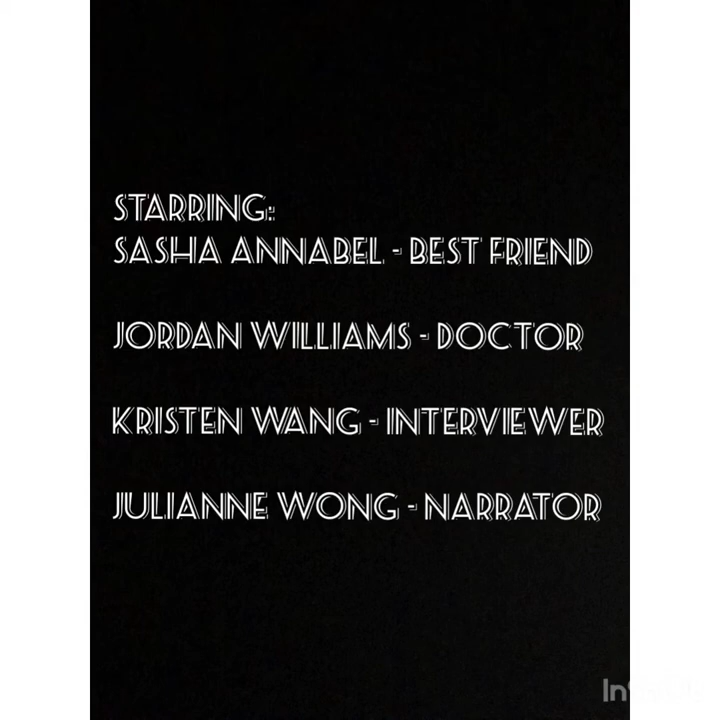 STARRING:
SASHA ANNABEL - BEST FRIEND
JORDAN WILLIAMS - DOCTOR
KRISTEN WANG - INTERVIEWER
JULIANNE WONG - NARRATOR